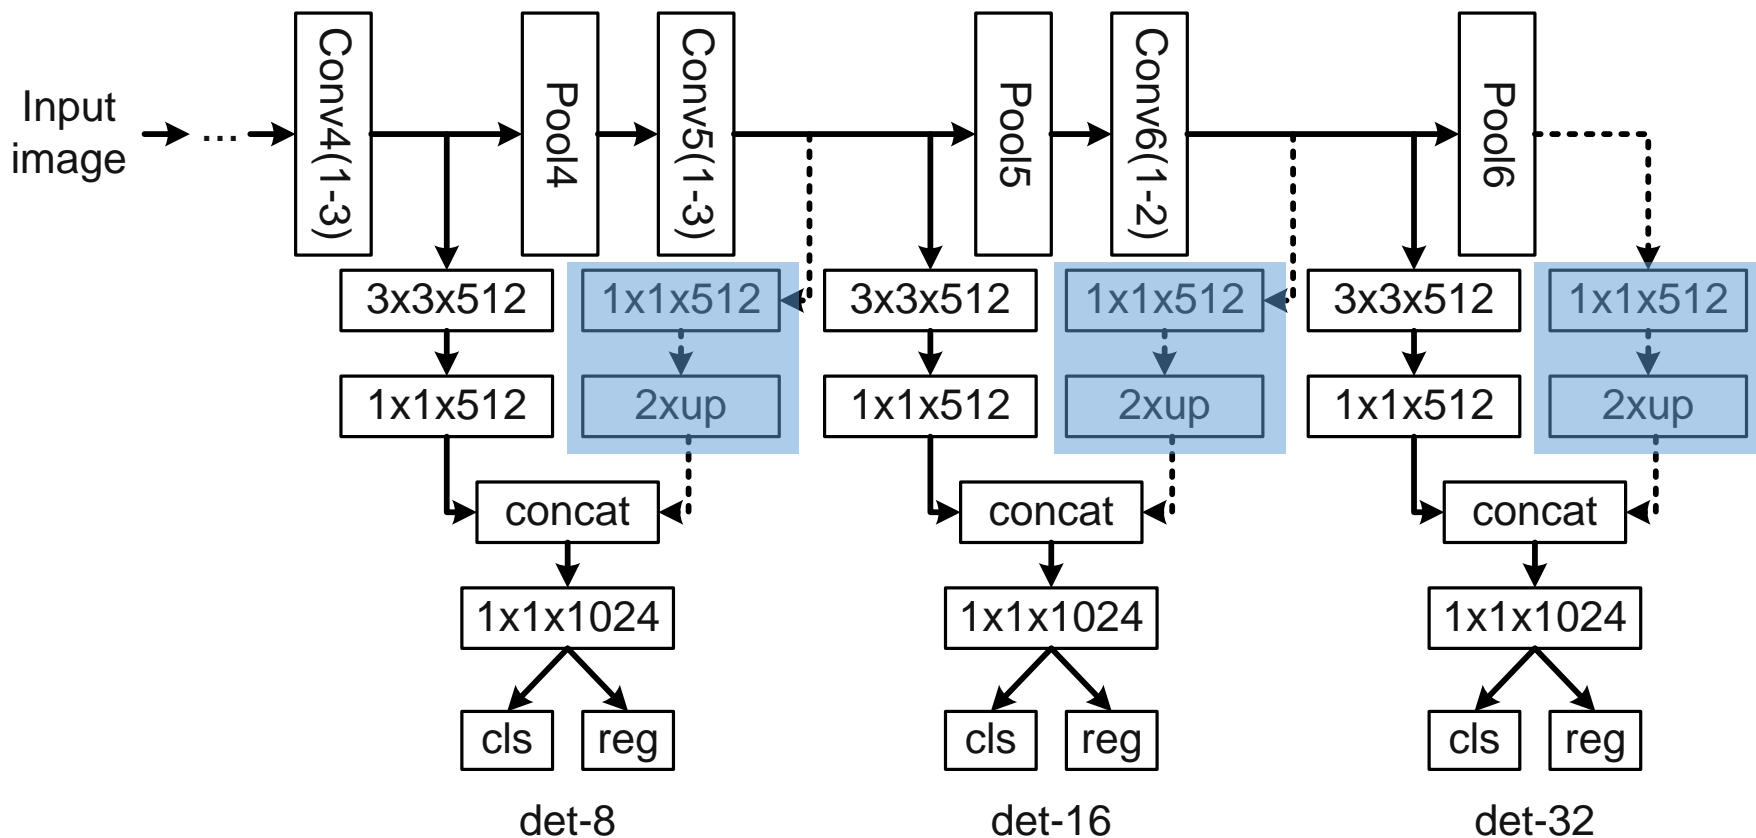 Input
image
...
Conv4(1-3)
Pool4
Conv5(1-3)
Pool5
Conv6(1-2)
Pool6
3x3x512
1x1x512
3x3x512
1x1x512
3x3x512
1x1x512
1x1x512
2xup
1x1x512
2xup
1x1x512
2xup
concat
concat
concat
1x1x1024
1x1x1024
1x1x1024
cls
reg
cls
reg
cls
reg
det-8
det-16
det-32